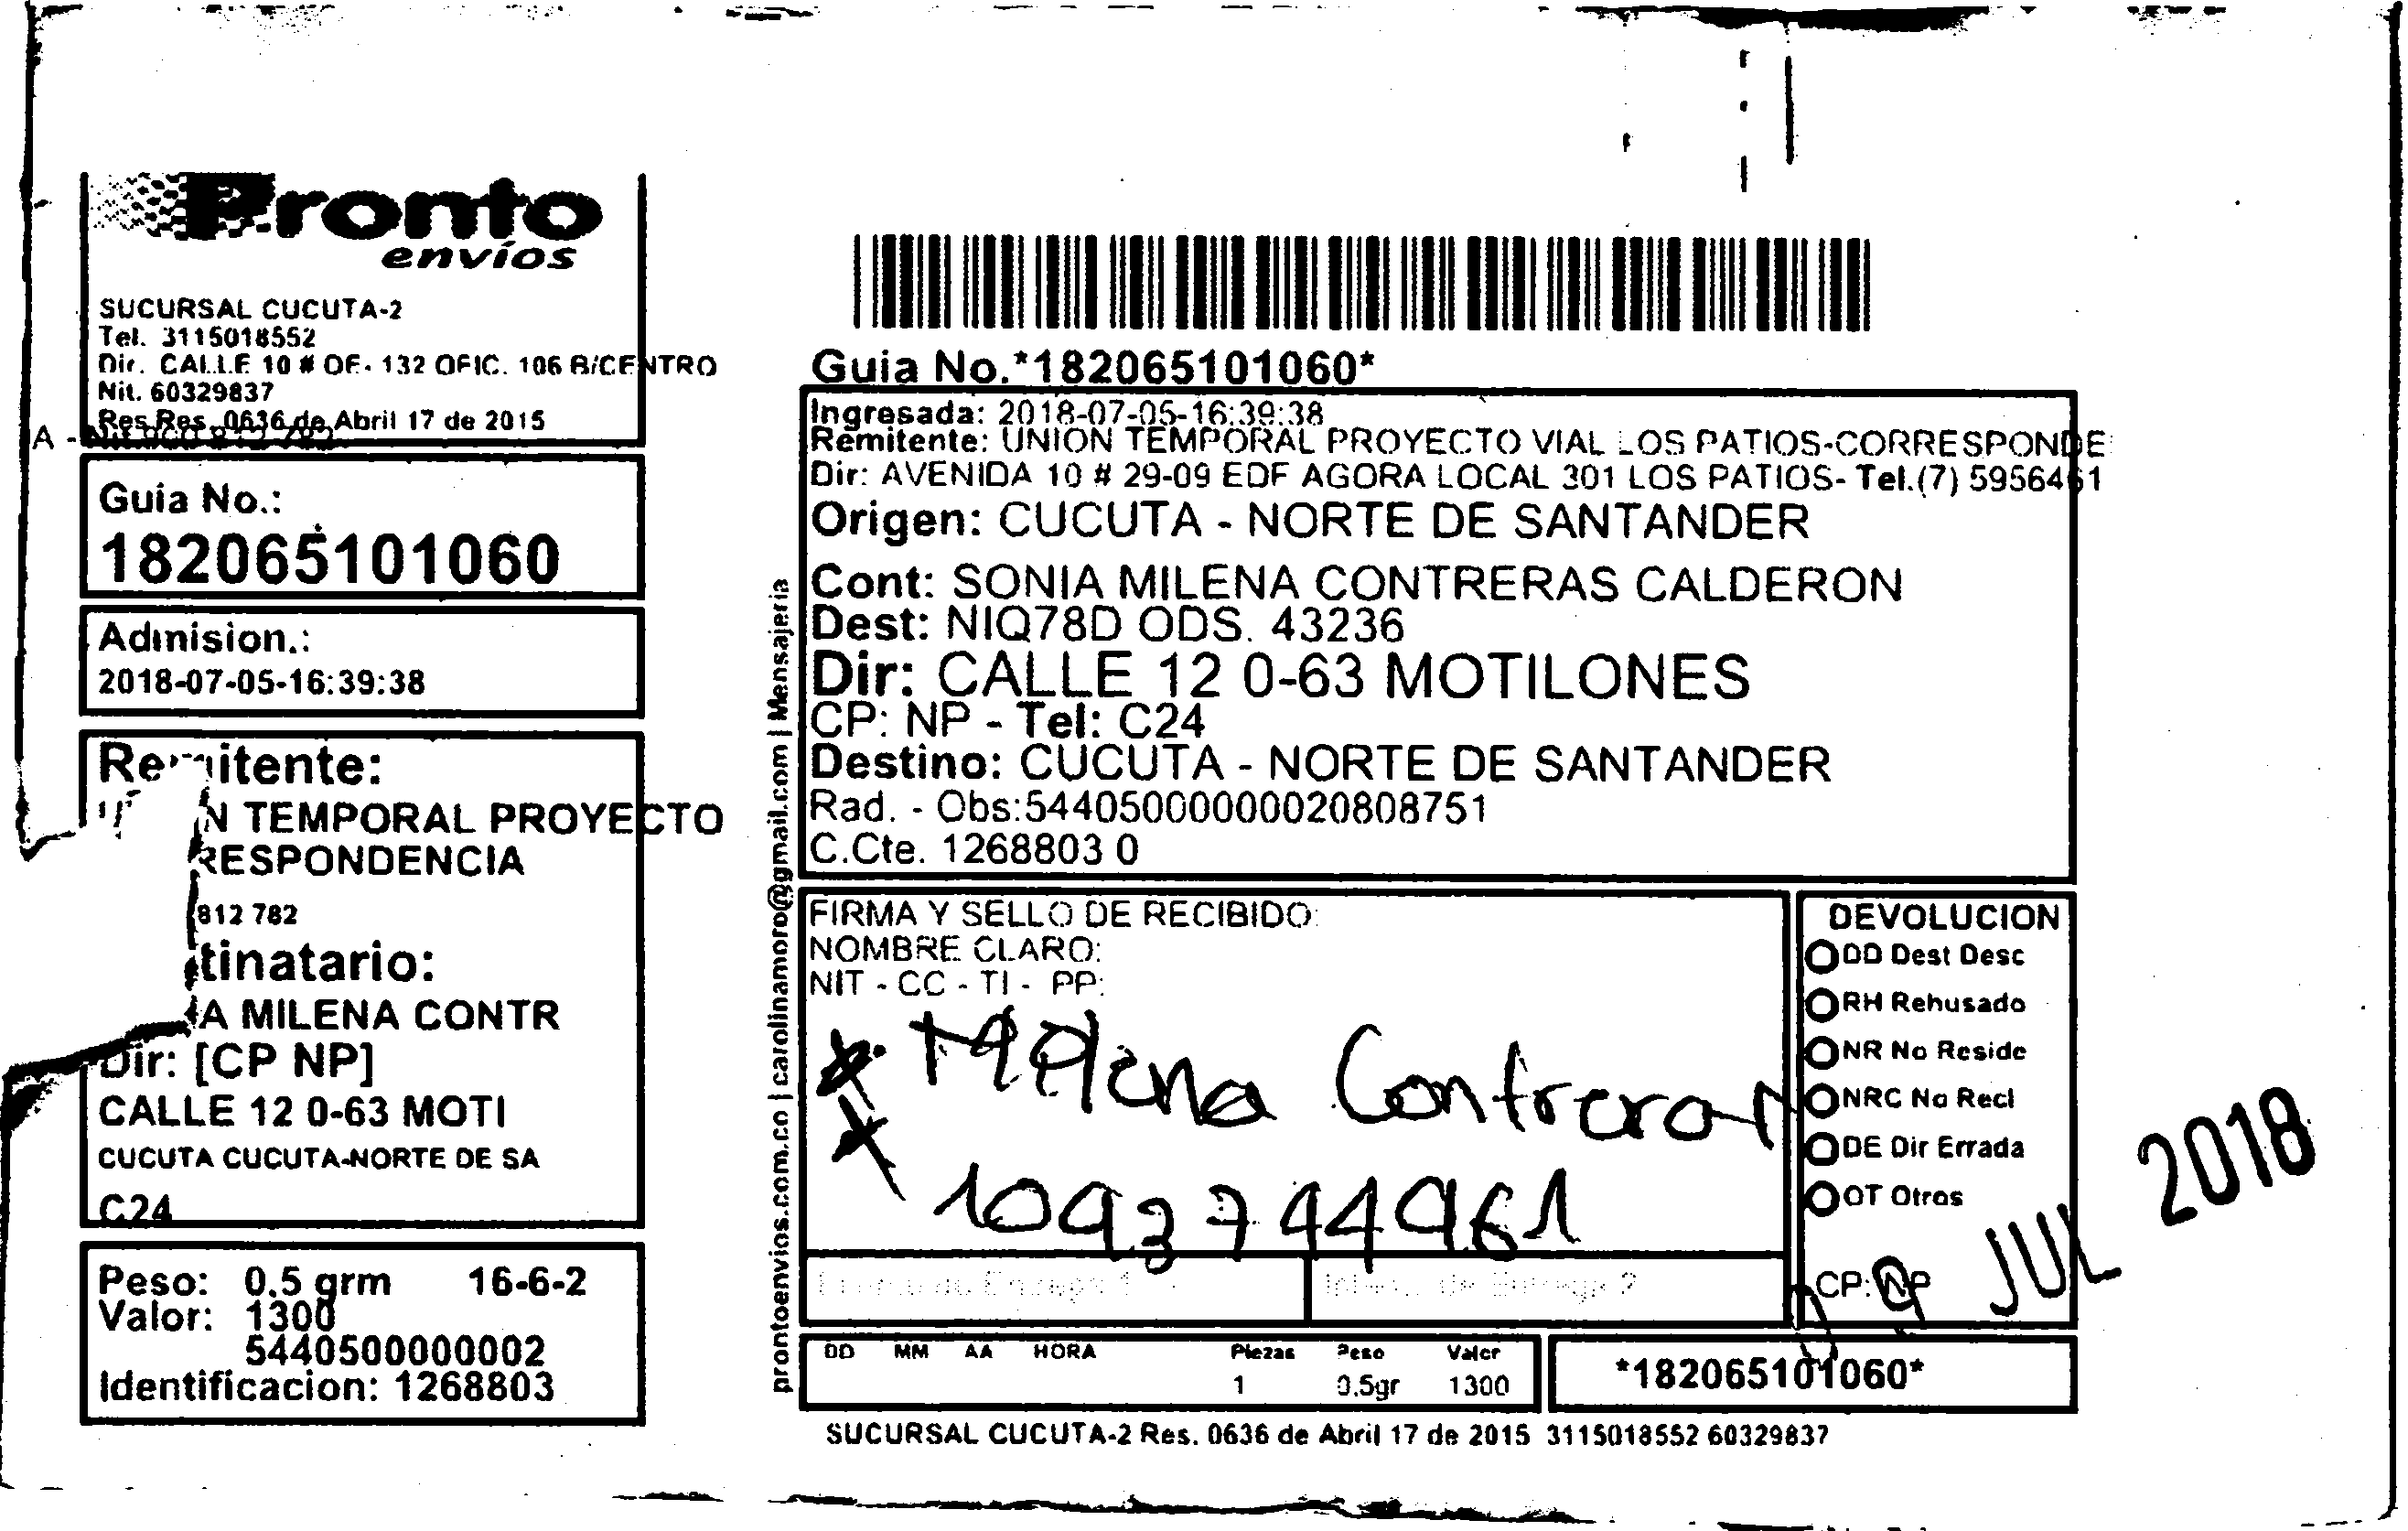 Pronto
envíos
SUCURSAL CUCUTA-2
Tel. 3115018552
Dir. CALLE 10 # OE- 132 OFIC. 106 B/CENTRO
Nit. 60329837
Res.Res. 0636 de Abril 17 de 2015
Guia No.:
182065101060
Admision.:
2018-07-05-16:39:38
Remitente:
N TEMPORAL PROYECTO
RESPONDENCIA
812 782
tinatario:
A MILENA CONTR
Dir: [CP NP]
CALLE 12 0-63 MOTI
CUCUTA CUCUTA-NORTE DE SA
C24
Peso: 0.5 grm 16-6-2
Valor: 1300
5440500000002
Identificacion: 1268803
prontoenvios.com.co | carolinamoro@gmail.com | Mensajeria
Guia No.*182065101060*
Ingresada: 2018-07-05-16:39:38
Remitente: UNION TEMPORAL PROYECTO VIAL LOS PATIOS-CORRESPONDE
Dir: AVENIDA 10 # 29-09 EDF AGORA LOCAL 301 LOS PATIOS- Tel.(7) 5956461
Origen: CUCUTA - NORTE DE SANTANDER
Cont: SONIA MILENA CONTRERAS CALDERON
Dest: NIQ78D ODS. 43236
Dir: CALLE 12 0-63 MOTILONES
CP: NP - Tel: C24
Destino: CUCUTA - NORTE DE SANTANDER
Rad. - Obs:544050000000020808751
C.Cte. 1268803 0
FIRMA Y SELLO DE RECIBIDO:
NOMBRE CLARO:
NIT - CC - TI - PP:
Milena Contreras
1093744961
DEVOLUCION
DD Dest Desc
RH Rehusado
NR No Reside
NRC No Recl
DE Dir Errada
OT Otros
CP: NP
JUL 2018
DD MM AA HORA Piezas Peso Valor
1 0.5gr 1300
*182065101060*
SUCURSAL CUCUTA-2 Res. 0636 de Abril 17 de 2015 3115018552 60329837